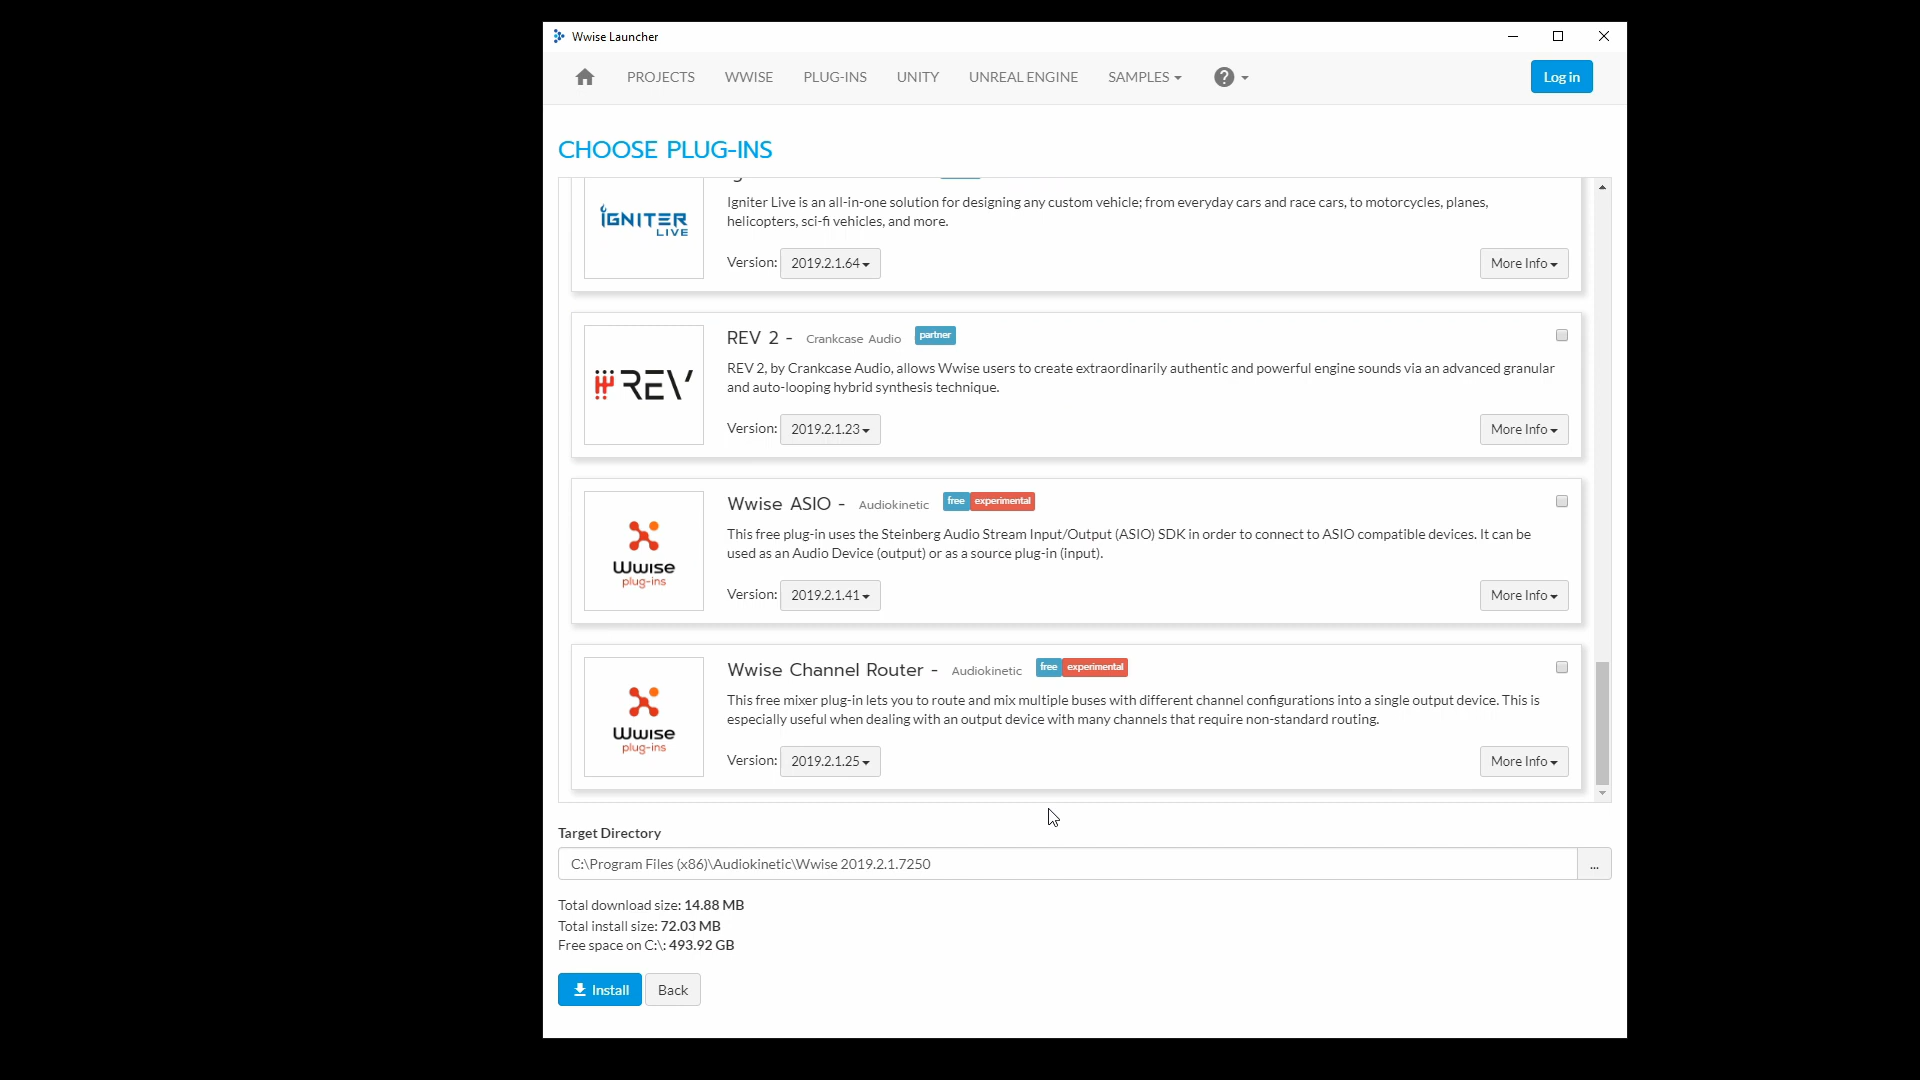 Wwise Launcher
PROJECTS WWISE PLUG-INS UNITY UNREAL ENGINE SAMPLES ? Log in
CHOOSE PLUG-INS
IGNITER
LIVE
Igniter Live is an all-in-one solution for designing any custom vehicle; from everyday cars and race cars, to motorcycles, planes,
helicopters, sci-fi vehicles, and more.
Version: 2019.2.1.64 More Info
REV
REV 2 - Crankcase Audio partner
REV 2, by Crankcase Audio, allows Wwise users to create extraordinarily authentic and powerful engine sounds via an advanced granular
and auto-looping hybrid synthesis technique.
Version: 2019.2.1.23 More Info
Wwise
plug-ins
Wwise ASIO - Audiokinetic free experimental
This free plug-in uses the Steinberg Audio Stream Input/Output (ASIO) SDK in order to connect to ASIO compatible devices. It can be
used as an Audio Device (output) or as a source plug-in (input).
Version: 2019.2.1.41 More Info
Wwise
plug-ins
Wwise Channel Router - Audiokinetic free experimental
This free mixer plug-in lets you to route and mix multiple buses with different channel configurations into a single output device. This is
especially useful when dealing with an output device with many channels that require non-standard routing.
Version: 2019.2.1.25 More Info
Target Directory
C:\Program Files (x86)\Audiokinetic\Wwise 2019.2.1.7250 ...
Total download size: 14.88 MB
Total install size: 72.03 MB
Free space on C:\: 493.92 GB
Install Back